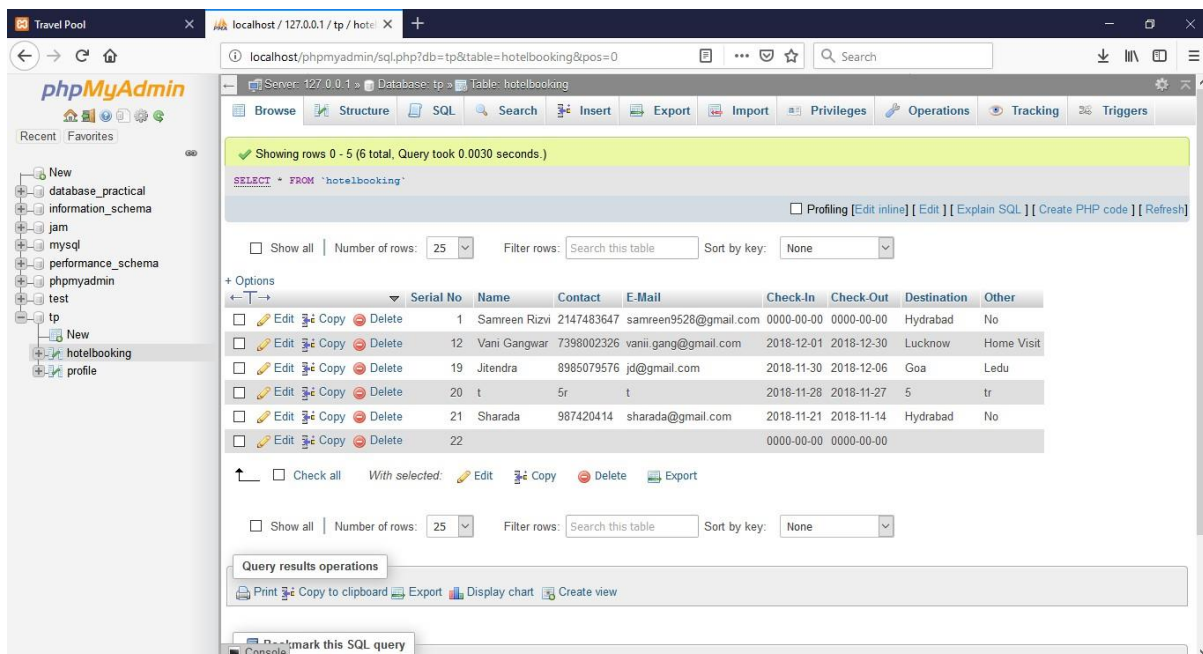 Travel Pool
localhost / 127.0.0.1 / tp / hotel
localhost/phpmyadmin/sql.php?db=tp&table=hotelbooking&pos=0
Search
phpMyAdmin
Recent Favorites
New
database_practical
information_schema
jam
mysql
performance_schema
phpmyadmin
test
tp
New
hotelbooking
profile
Server: 127.0.0.1 » Database: tp » Table: hotelbooking
Browse Structure SQL Search Insert Export Import Privileges Operations Tracking Triggers
Showing rows 0 - 5 (6 total, Query took 0.0030 seconds.)
SELECT * FROM `hotelbooking`
Profiling [Edit inline] [ Edit ] [ Explain SQL ] [ Create PHP code ] [ Refresh]
Show all Number of rows: 25 Filter rows: Search this table Sort by key: None
+ Options
←T→ Serial No Name Contact E-Mail Check-In Check-Out Destination Other
Edit Copy Delete 1 Samreen Rizvi 2147483647 samreen9528@gmail.com 0000-00-00 0000-00-00 Hydrabad No
Edit Copy Delete 12 Vani Gangwar 7398002326 vanii.gang@gmail.com 2018-12-01 2018-12-30 Lucknow Home Visit
Edit Copy Delete 19 Jitendra 8985079576 jd@gmail.com 2018-11-30 2018-12-06 Goa Ledu
Edit Copy Delete 20 t 5r t 2018-11-28 2018-11-27 5 tr
Edit Copy Delete 21 Sharada 987420414 sharada@gmail.com 2018-11-21 2018-11-14 Hydrabad No
Edit Copy Delete 22 0000-00-00 0000-00-00
Check all With selected: Edit Copy Delete Export
Show all Number of rows: 25 Filter rows: Search this table Sort by key: None
Query results operations
Print Copy to clipboard Export Display chart Create view
Bookmark this SQL query
Console